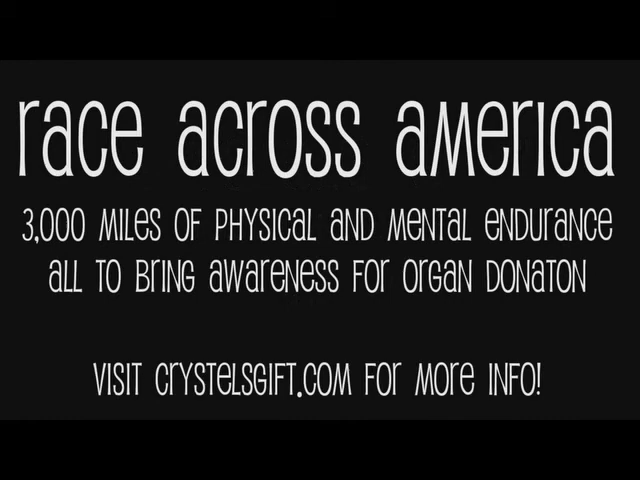 race across america
3,000 miles of physical and mental endurance
all to bring awareness for organ donaton
visit crystelsgift.com for more info!